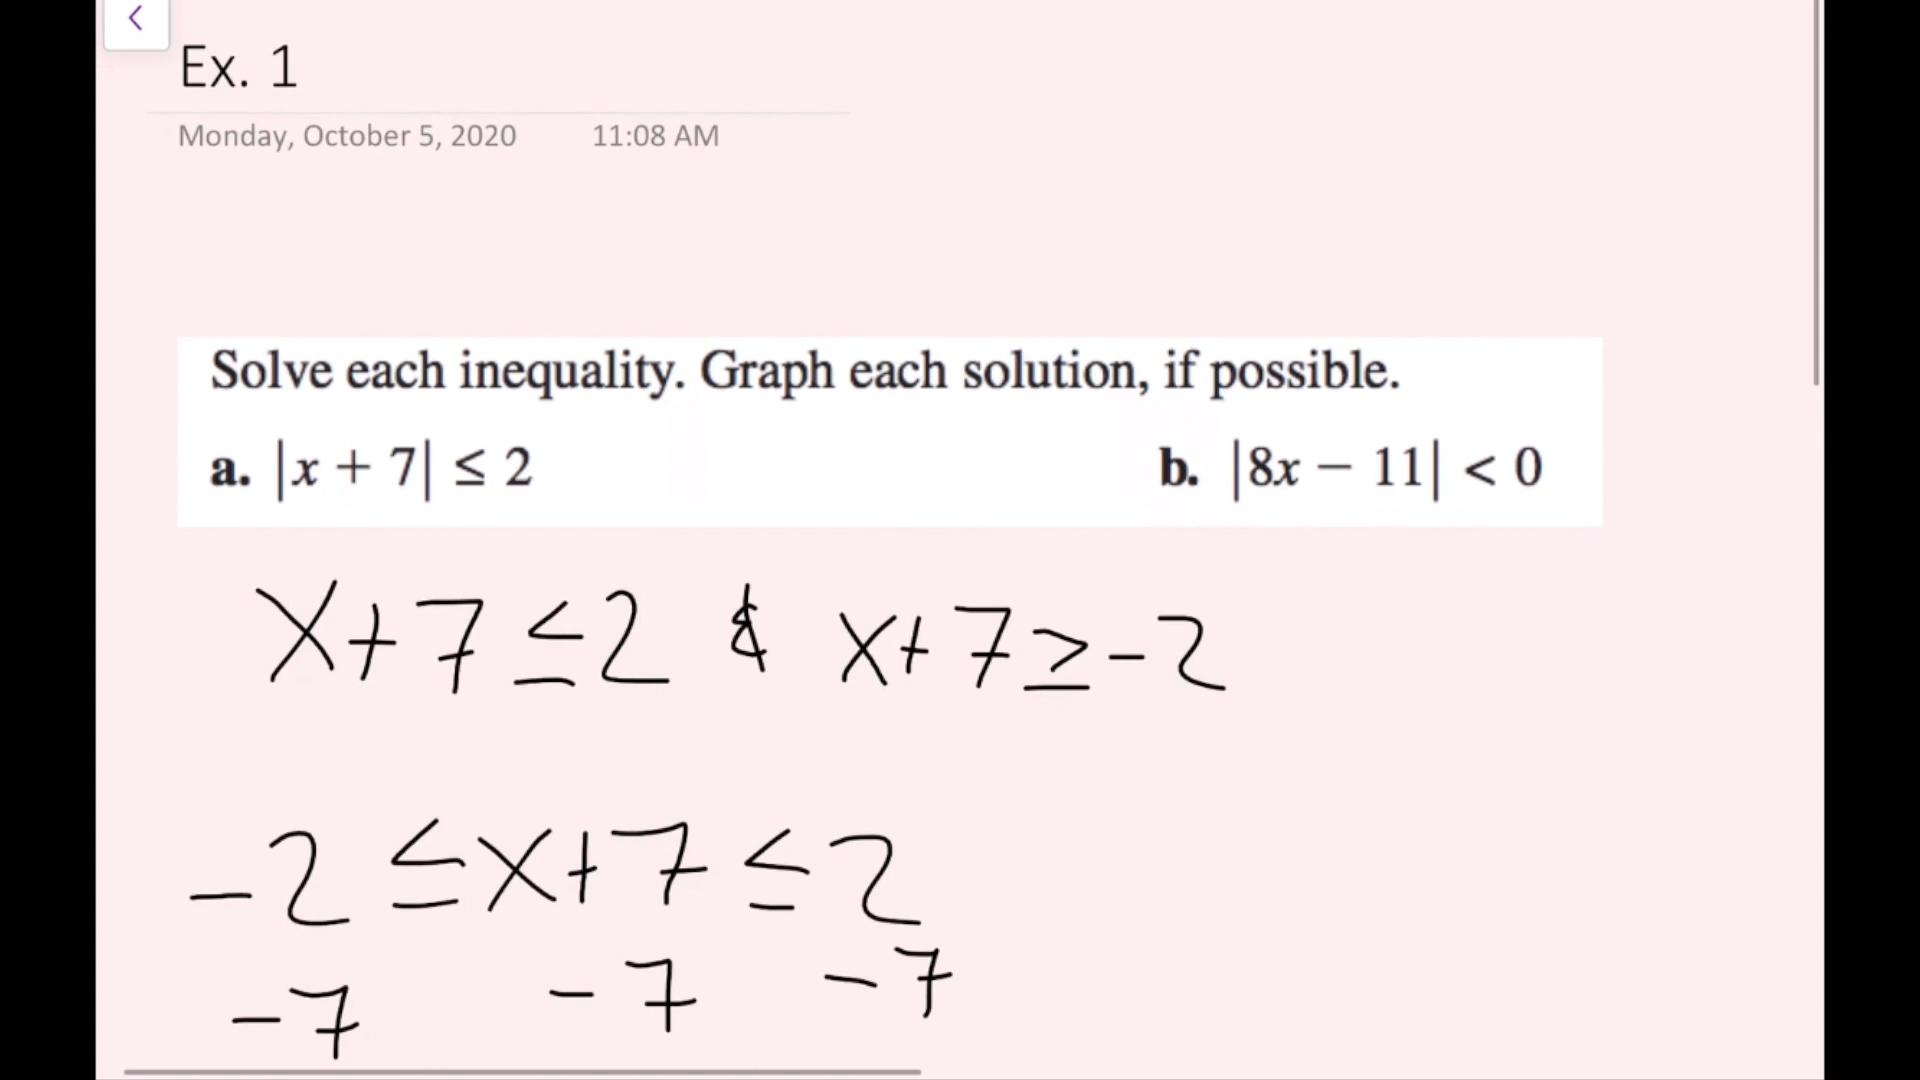 Ex. 1
Monday, October 5, 2020 11:08 AM
Solve each inequality. Graph each solution, if possible.
a. |x + 7| ≤ 2 b. |8x − 11| < 0
x+7≤2 & x+7≥-2
-2≤x+7≤2
-7 -7 -7